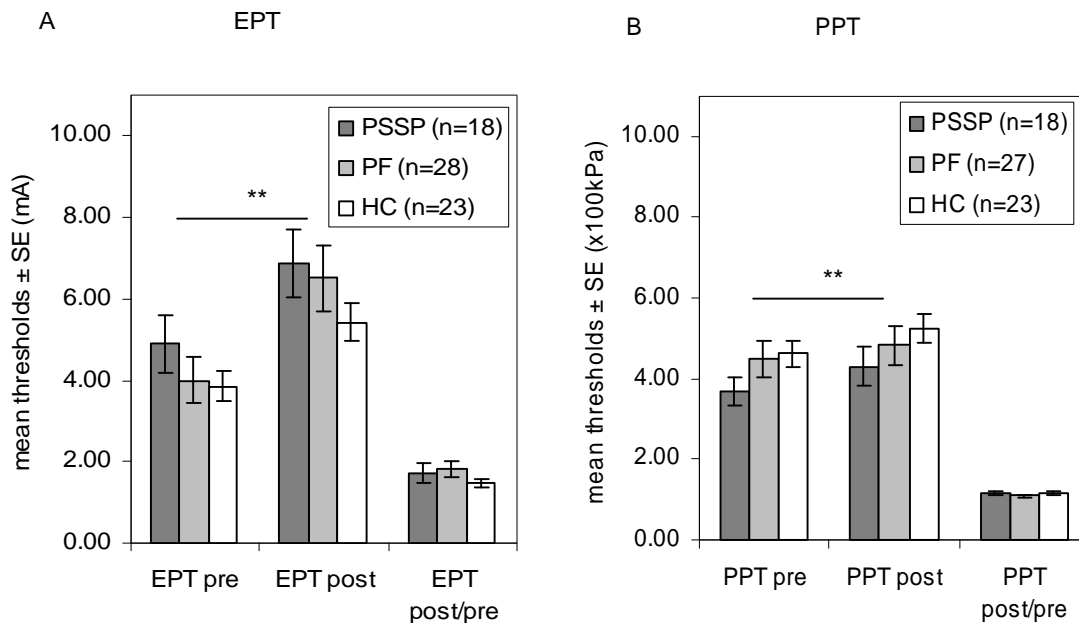 A
EPT
mean thresholds ± SE (mA)
10.00
8.00
6.00
4.00
2.00
0.00
PSSP (n=18)
PF (n=28)
HC (n=23)
**
EPT pre
EPT post
EPT
post/pre
B
PPT
mean thresholds ± SE (x100kPa)
10.00
8.00
6.00
4.00
2.00
0.00
PSSP (n=18)
PF (n=27)
HC (n=23)
**
PPT pre
PPT post
PPT
post/pre